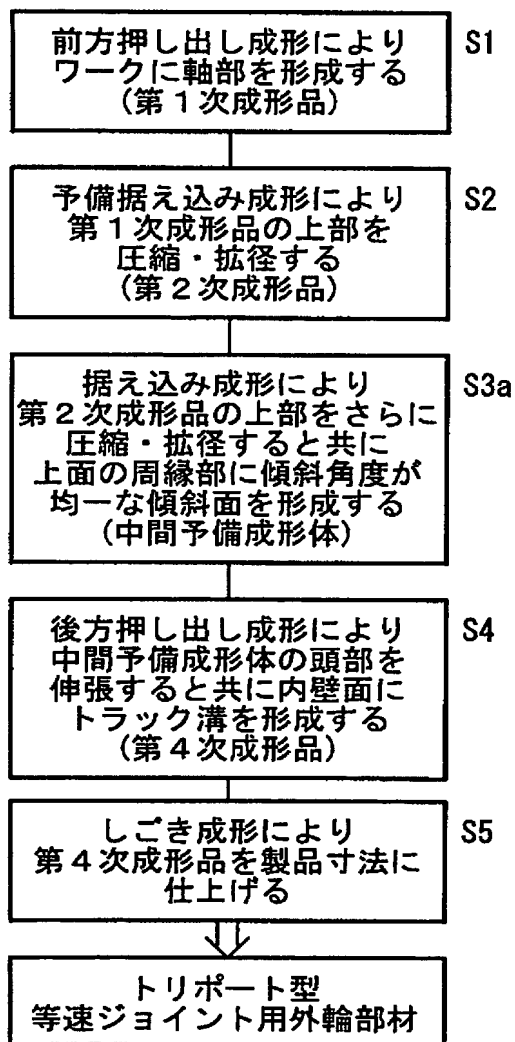 前方押し出し成形により
ワークに軸部を形成する
(第1次成形品)
S1
予備据え込み成形により
第1次成形品の上部を
圧縮・拡径する
(第2次成形品)
S2
据え込み成形により
第2次成形品の上部をさらに
圧縮・拡径すると共に
上面の周縁部に傾斜角度が
均一な傾斜面を形成する
(中間予備成形体)
S3a
後方押し出し成形により
中間予備成形体の頭部を
伸張すると共に内壁面に
トラック溝を形成する
(第4次成形品)
S4
しごき成形により
第4次成形品を製品寸法に
仕上げる
S5
トリポート型
等速ジョイント用外輪部材